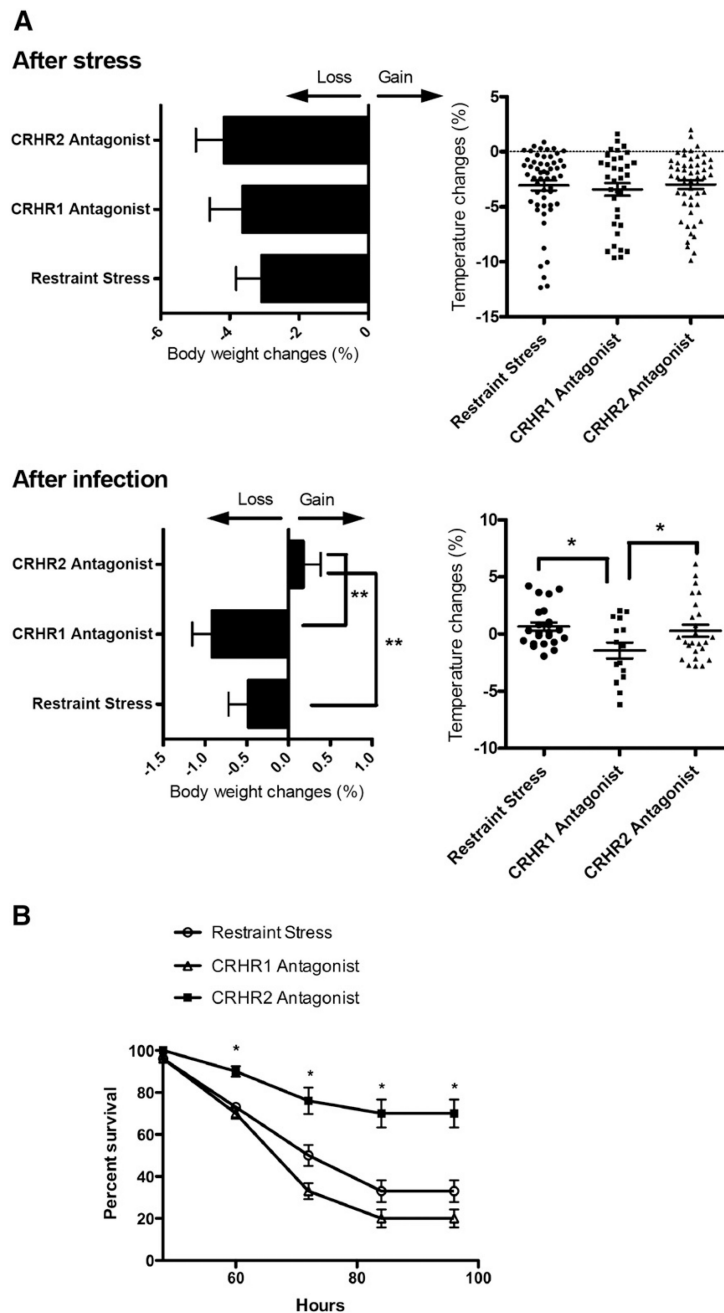 A
After stress
Loss Gain
CRHR2 Antagonist
CRHR1 Antagonist
Restraint Stress
-6 -4 -2 0
Body weight changes (%)
Temperature changes (%)
5
0
-5
-10
-15
Restraint Stress
CRHR1 Antagonist
CRHR2 Antagonist
After infection
Loss Gain
CRHR2 Antagonist
CRHR1 Antagonist
Restraint Stress
**
**
-1.5 -1.0 -0.5 0.0 0.5 1.0
Body weight changes (%)
Temperature changes (%)
10
5
0
-5
-10
* *
Restraint Stress
CRHR1 Antagonist
CRHR2 Antagonist
B
Restraint Stress
CRHR1 Antagonist
CRHR2 Antagonist
Percent survival
100
80
60
40
20
0
* * * *
60 80 100
Hours